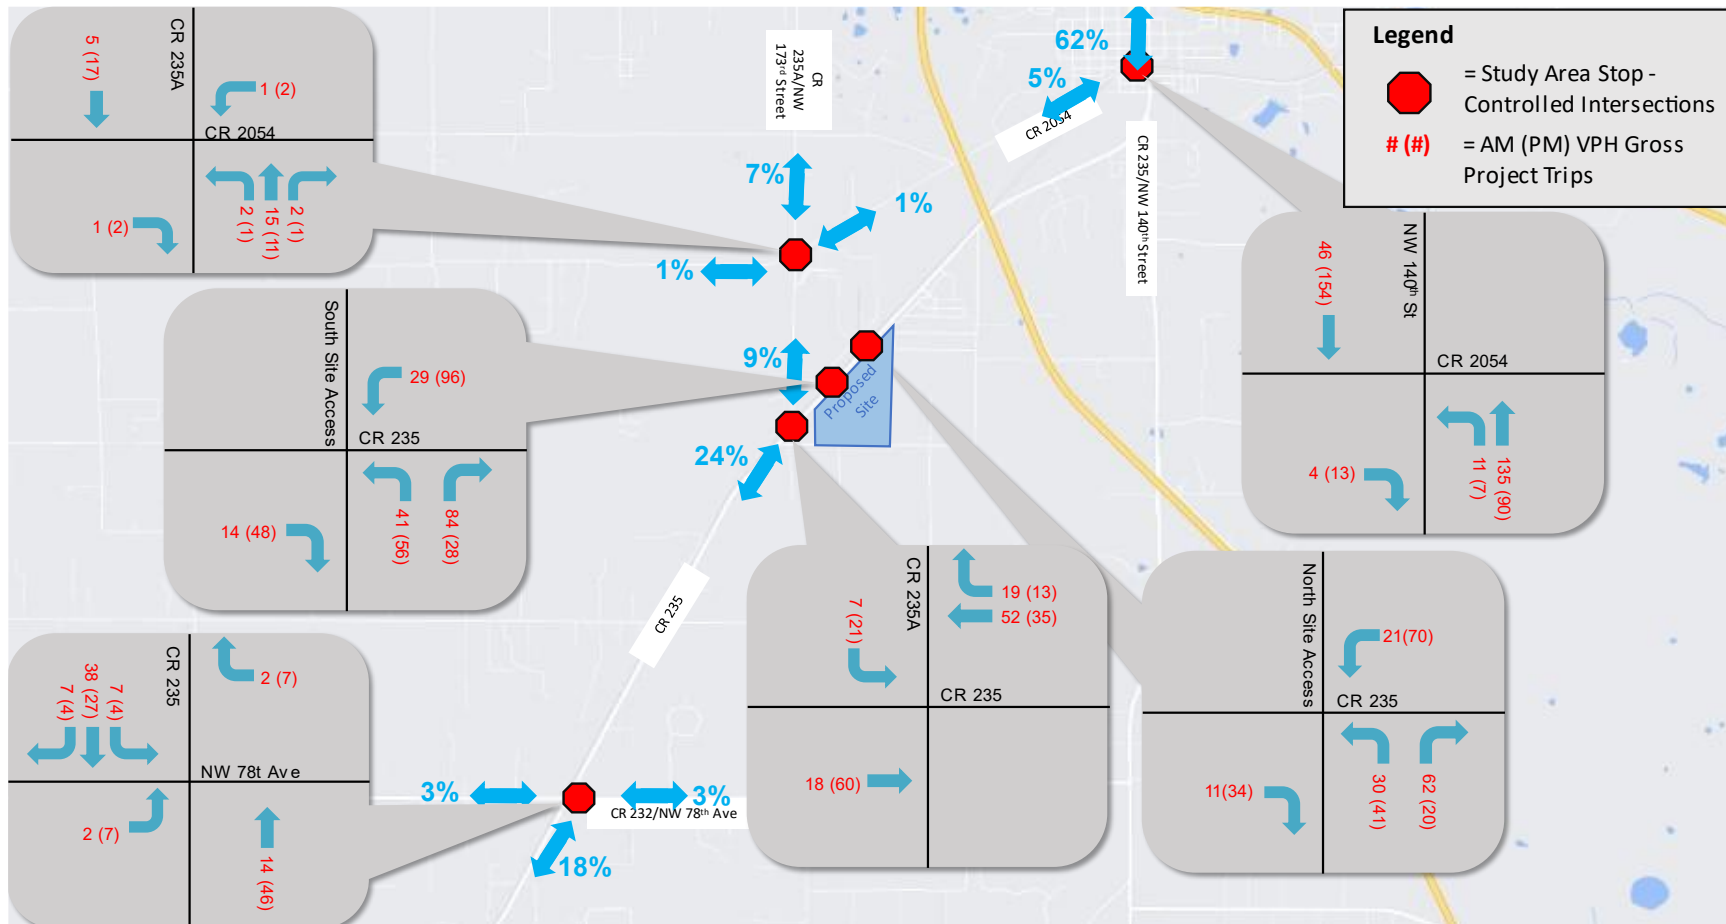 5 (17)
CR 235A
1 (2)
CR 2054
1 (2)
2 (1)
15 (11)
2 (1)
CR
235A/NW
173rd Street
62%
5%
CR 2054
CR 235/NW 140th Street
7%
1%
1%
9%
24%
Proposed
Site
CR 235
3%
3%
CR 232/NW 78th Ave
18%
Legend
= Study Area Stop -
Controlled Intersections
# (#)
= AM (PM) VPH Gross
Project Trips
South Site Access
29 (96)
CR 235
14 (48)
41 (56)
84 (28)
46 (154)
NW 140th St
CR 2054
4 (13)
11 (7)
135 (90)
CR 235
7 (4)
38 (27)
7 (4)
2 (7)
NW 78t Ave
2 (7)
14 (46)
CR 235A
7 (21)
19 (13)
52 (35)
CR 235
18 (60)
North Site Access
21(70)
CR 235
11(34)
30 (41)
62 (20)